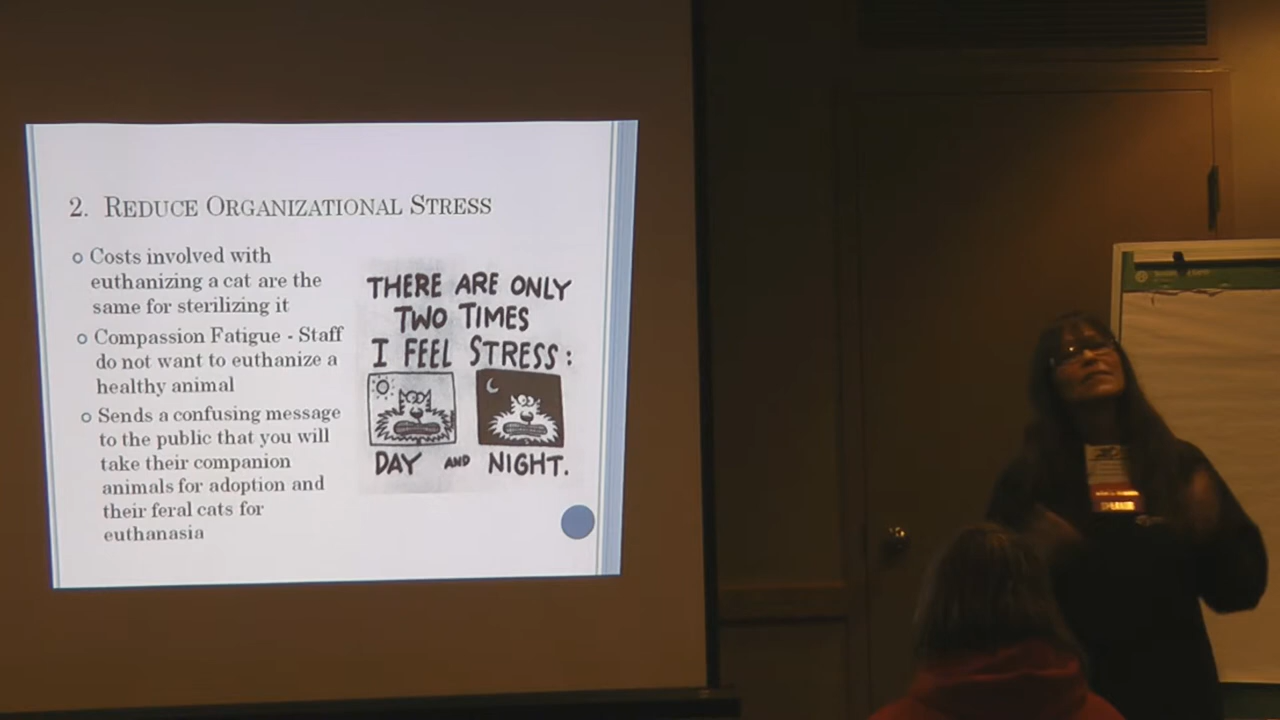 2. REDUCE ORGANIZATIONAL STRESS
Costs involved with
euthanizing a cat are the
same for sterilizing it
Compassion Fatigue - Staff
do not want to euthanize a
healthy animal
Sends a confusing message
to the public that you will
take their companion
animals for adoption and
their feral cats for
euthanasia
THERE ARE ONLY
TWO TIMES
I FEEL STRESS:
DAY AND NIGHT.
SPEAKER